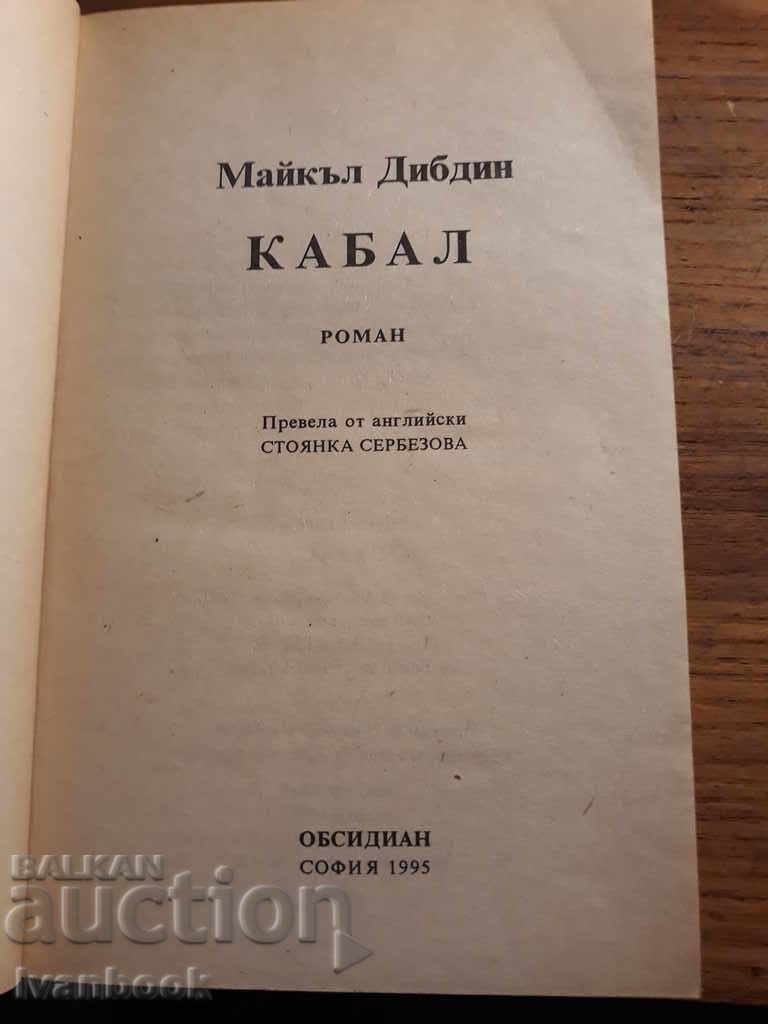 Майкъл Дибдин
КАБАЛ
РОМАН
Превела от английски
СТОЯНКА СЕРБЕЗОВА
ОБСИДИАН
СОФИЯ 1995
BALKAN
auction
Ivanbook